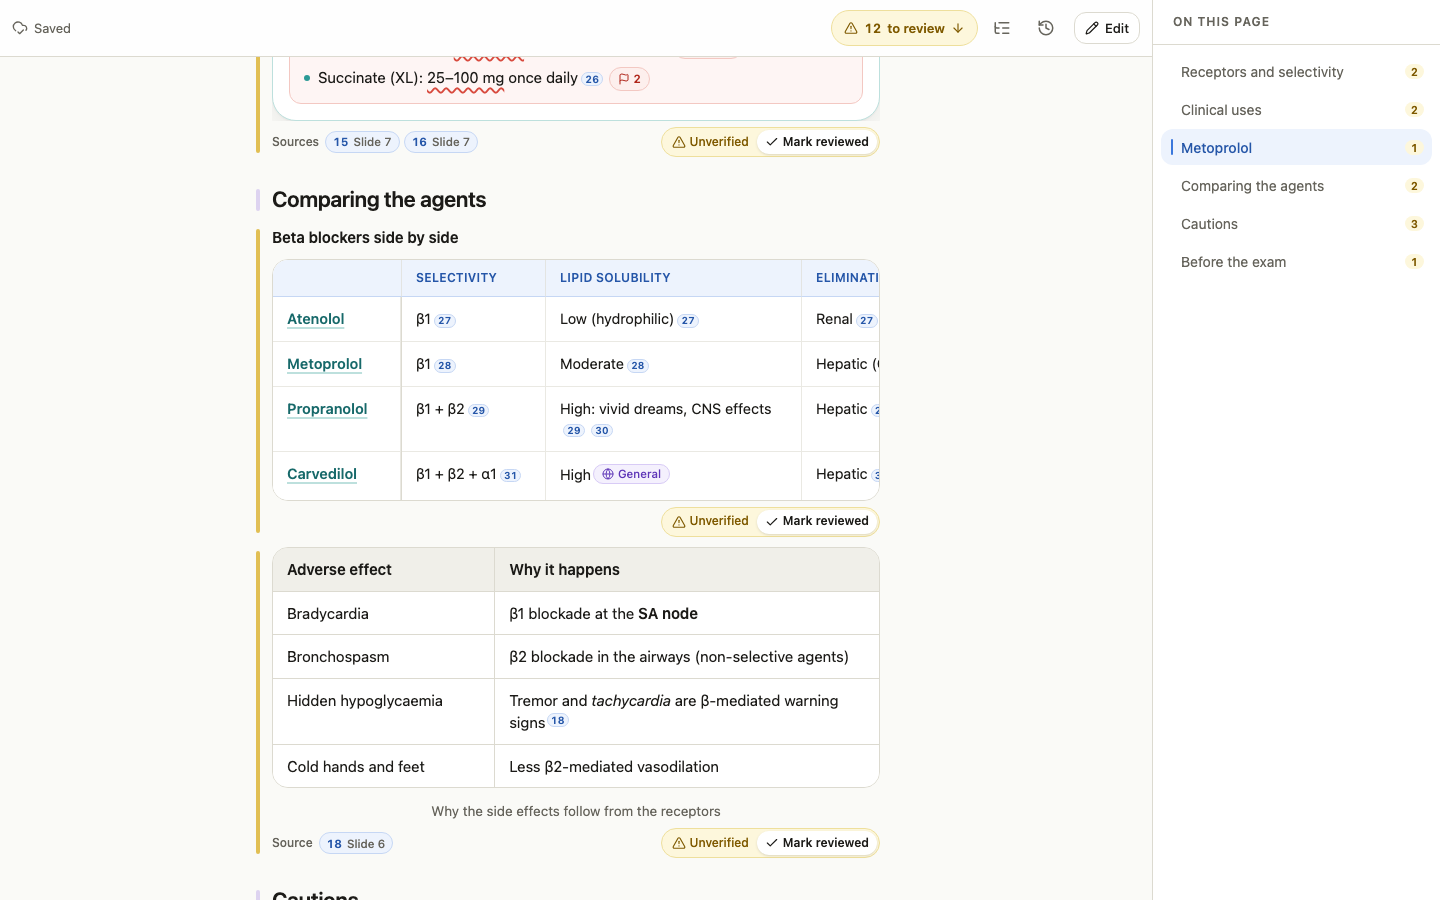 Saved
12 to review
Edit
Succinate (XL): 25–100 mg once daily 26 2
Sources 15 Slide 7 16 Slide 7
Unverified Mark reviewed
Comparing the agents
Beta blockers side by side
SELECTIVITY LIPID SOLUBILITY ELIMINATI
Atenolol β1 27 Low (hydrophilic) 27 Renal 27
Metoprolol β1 28 Moderate 28 Hepatic (
Propranolol β1 + β2 29 High: vivid dreams, CNS effects Hepatic
29 30
Carvedilol β1 + β2 + α1 31 High General Hepatic
Unverified Mark reviewed
Adverse effect Why it happens
Bradycardia β1 blockade at the SA node
Bronchospasm β2 blockade in the airways (non-selective agents)
Hidden hypoglycaemia Tremor and tachycardia are β-mediated warning
signs 18
Cold hands and feet Less β2-mediated vasodilation
Why the side effects follow from the receptors
Source 18 Slide 6
Unverified Mark reviewed
Cautions
ON THIS PAGE
Receptors and selectivity 2
Clinical uses 2
Metoprolol 1
Comparing the agents 2
Cautions 3
Before the exam 1